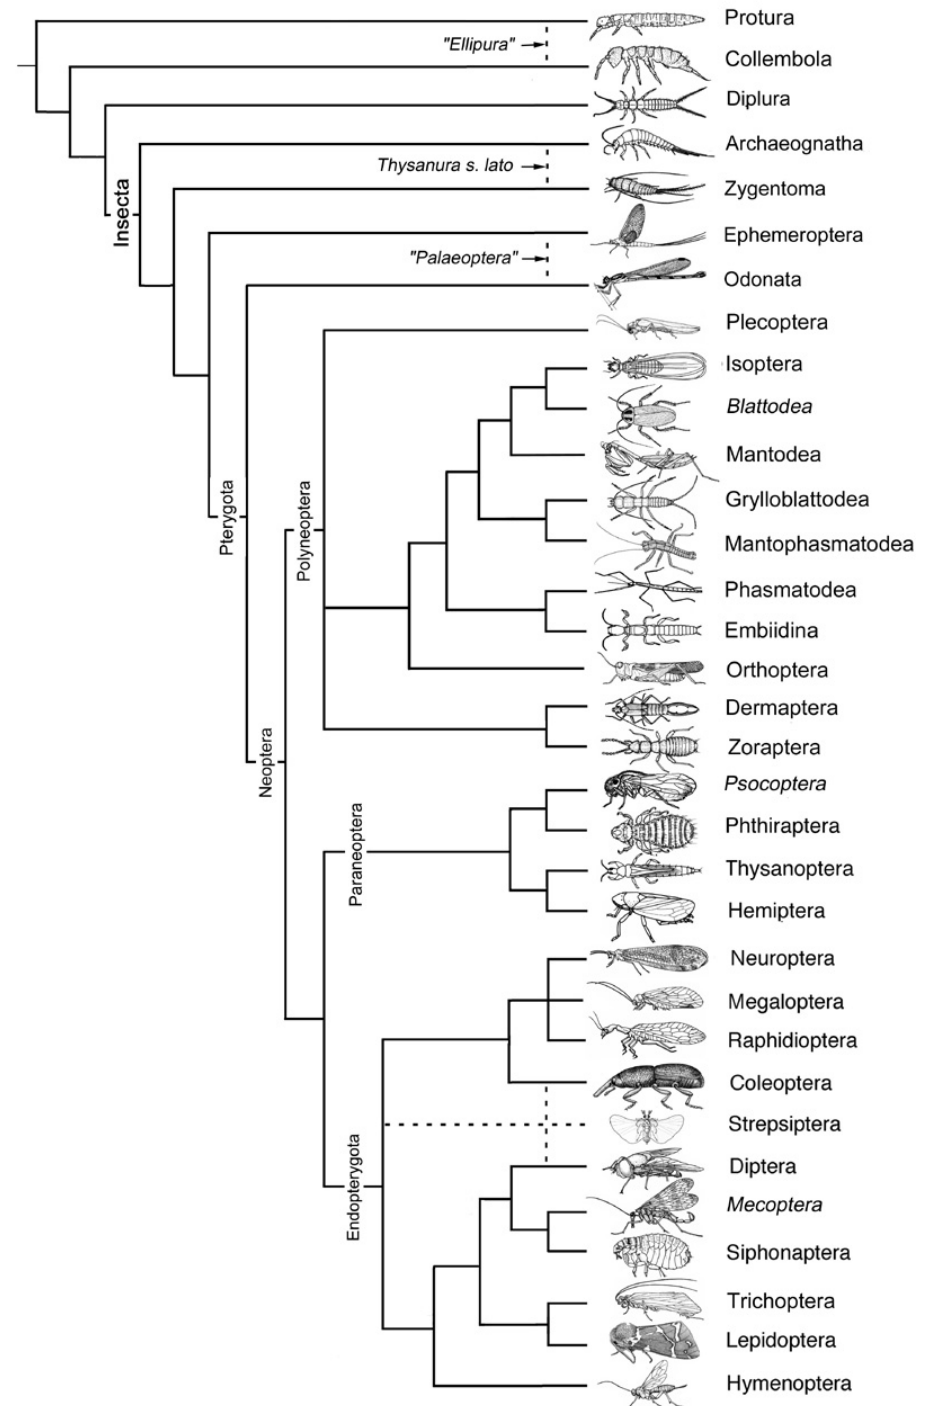 Protura
"Ellipura"
Collembola
Diplura
Archaeognatha
Thysanura s. lato
Zygentoma
Insecta
Ephemeroptera
"Palaeoptera"
Odonata
Plecoptera
Isoptera
Blattodea
Mantodea
Grylloblattodea
Pterygota
Polyneoptera
Mantophasmatodea
Phasmatodea
Embiidina
Orthoptera
Dermaptera
Zoraptera
Neoptera
Psocoptera
Phthiraptera
Paraneoptera
Thysanoptera
Hemiptera
Neuroptera
Megaloptera
Raphidioptera
Coleoptera
Strepsiptera
Diptera
Endopterygota
Mecoptera
Siphonaptera
Trichoptera
Lepidoptera
Hymenoptera